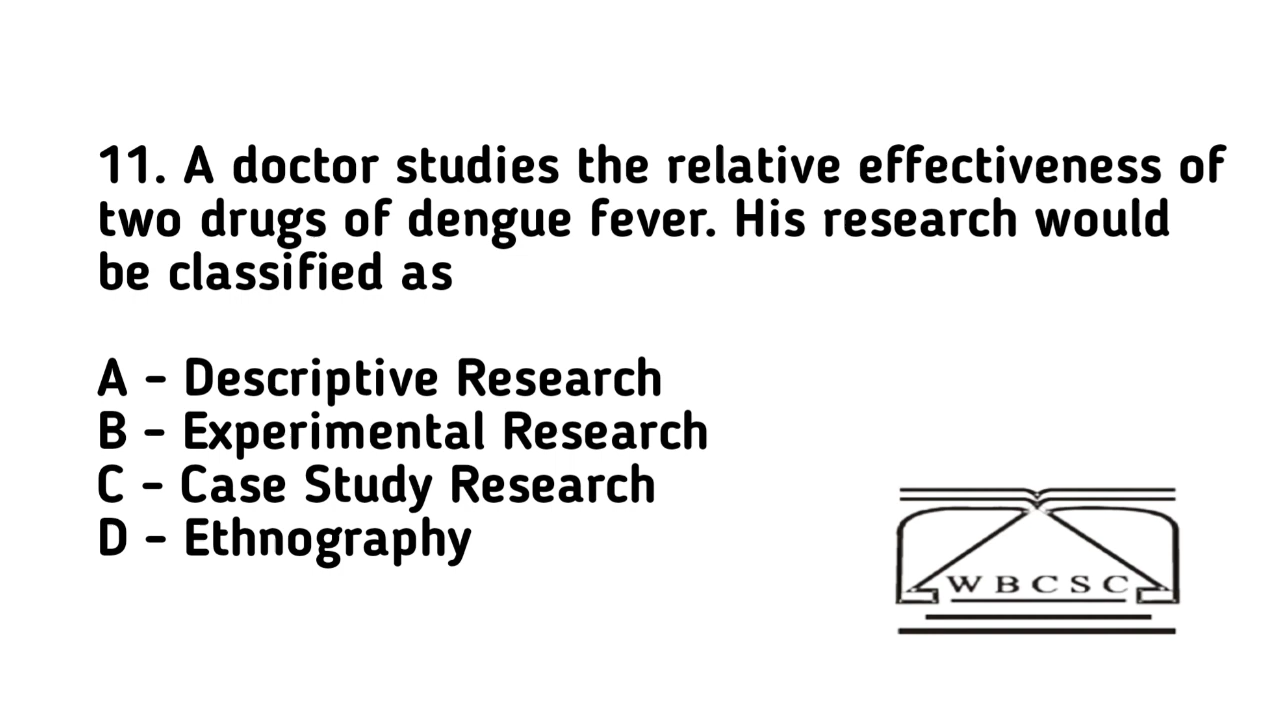 11. A doctor studies the relative effectiveness of
two drugs of dengue fever. His research would
be classified as
A - Descriptive Research
B - Experimental Research
C - Case Study Research
D - Ethnography
WBCSC